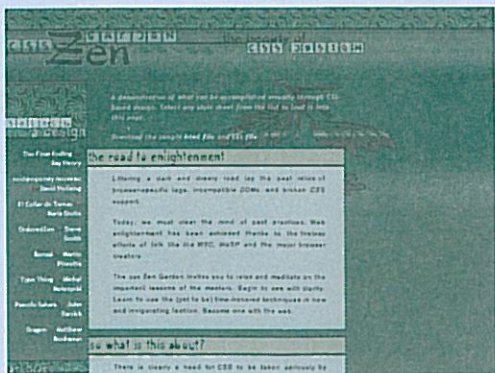 css Zen garden
the beauty of
css design
A demonstration of what can be accomplished visually through CSS-
based design. Select any style sheet from the list to load it into
this page.
Download the sample html file and css file
select
a design
the road to enlightenment
Littering a dark and dreary road lay the past relics of
browser-specific tags, incompatible DOMs, and broken CSS
support.
Today, we must clear the mind of past practices. Web
enlightenment has been achieved thanks to the tireless
efforts of folk like the W3C, WaSP and the major browser
creators.
The css Zen Garden invites you to relax and meditate on the
important lessons of the masters. Begin to see with clarity.
Learn to use the (yet to be) time-honored techniques in new
and invigorating fashion. Become one with the web.
so what is this about?
There is clearly a need for CSS to be taken seriously by